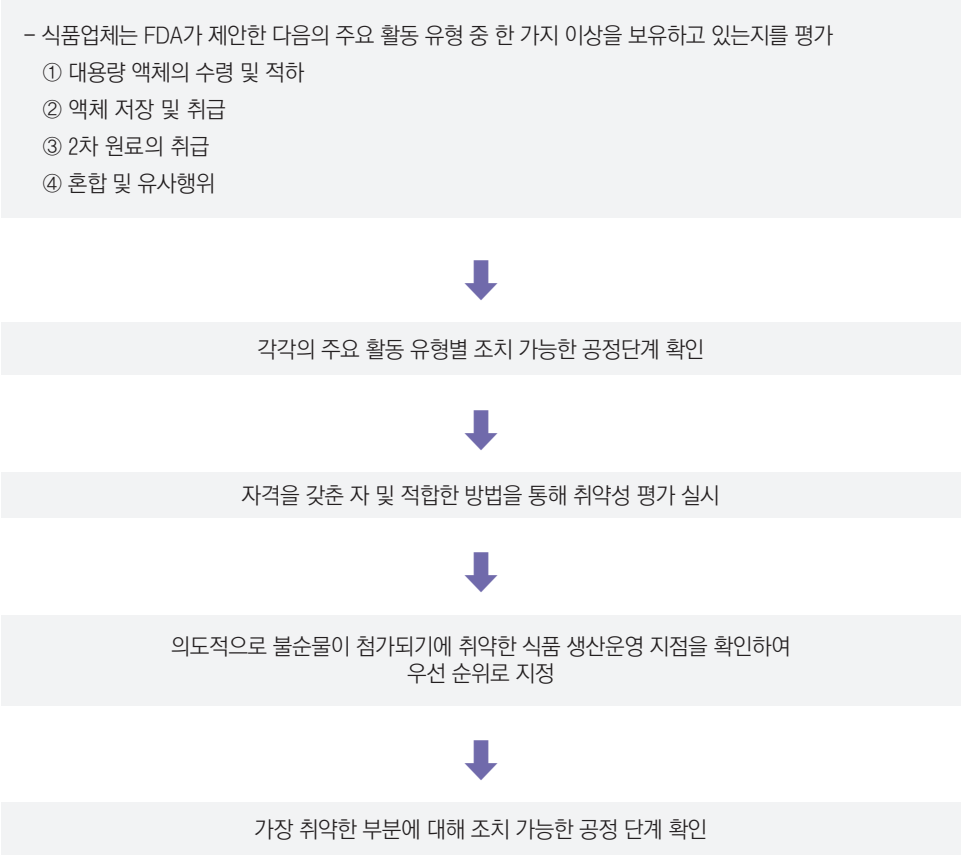 - 식품업체는 FDA가 제안한 다음의 주요 활동 유형 중 한 가지 이상을 보유하고 있는지를 평가
① 대용량 액체의 수령 및 적하
② 액체 저장 및 취급
③ 2차 원료의 취급
④ 혼합 및 유사행위
각각의 주요 활동 유형별 조치 가능한 공정단계 확인
자격을 갖춘 자 및 적합한 방법을 통해 취약성 평가 실시
의도적으로 불순물이 첨가되기에 취약한 식품 생산운영 지점을 확인하여
우선 순위로 지정
가장 취약한 부분에 대해 조치 가능한 공정 단계 확인